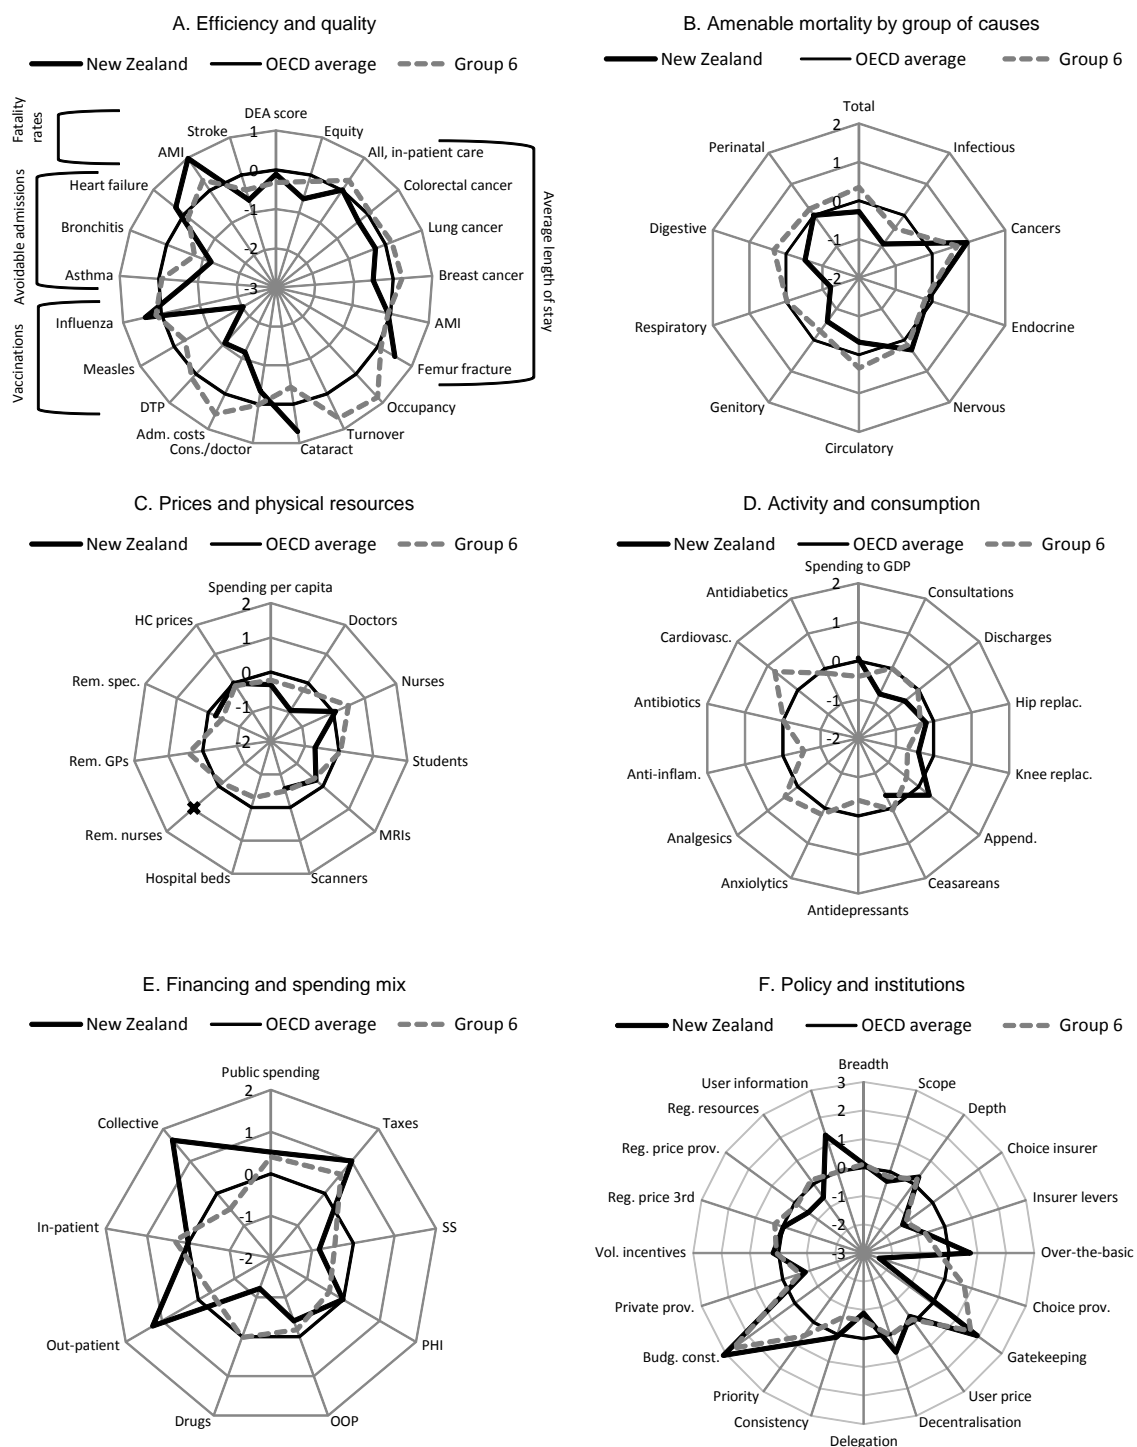 A. Efficiency and quality
New Zealand OECD average Group 6
Fatality rates
Avoidable admissions
Vaccinations
Average length of stay
DEA score
Equity
All, in-patient care
Colorectal cancer
Lung cancer
Breast cancer
AMI
Femur fracture
Occupancy
Turnover
Cataract
Cons./doctor
Adm. costs
DTP
Measles
Influenza
Asthma
Bronchitis
Heart failure
AMI
Stroke
1
0
-1
-2
-3
B. Amenable mortality by group of causes
New Zealand OECD average Group 6
Total
Infectious
Cancers
Endocrine
Nervous
Circulatory
Genitory
Respiratory
Digestive
Perinatal
2
1
0
-1
-2
C. Prices and physical resources
New Zealand OECD average Group 6
Spending per capita
Doctors
Nurses
Students
MRIs
Scanners
Hospital beds
Rem. nurses
Rem. GPs
Rem. spec.
HC prices
2
1
0
-1
-2
D. Activity and consumption
New Zealand OECD average Group 6
Spending to GDP
Consultations
Discharges
Hip replac.
Knee replac.
Append.
Ceasareans
Antidepressants
Anxiolytics
Analgesics
Anti-inflam.
Antibiotics
Cardiovasc.
Antidiabetics
2
1
0
-1
-2
E. Financing and spending mix
New Zealand OECD average Group 6
Public spending
Taxes
SS
PHI
OOP
Drugs
Out-patient
In-patient
Collective
2
1
0
-1
-2
F. Policy and institutions
New Zealand OECD average Group 6
Breadth
Scope
Depth
Choice insurer
Insurer levers
Over-the-basic
Choice prov.
Gatekeeping
User price
Decentralisation
Delegation
Consistency
Priority
Budg. const.
Private prov.
Vol. incentives
Reg. price 3rd
Reg. price prov.
Reg. resources
User information
3
2
1
0
-1
-2
-3